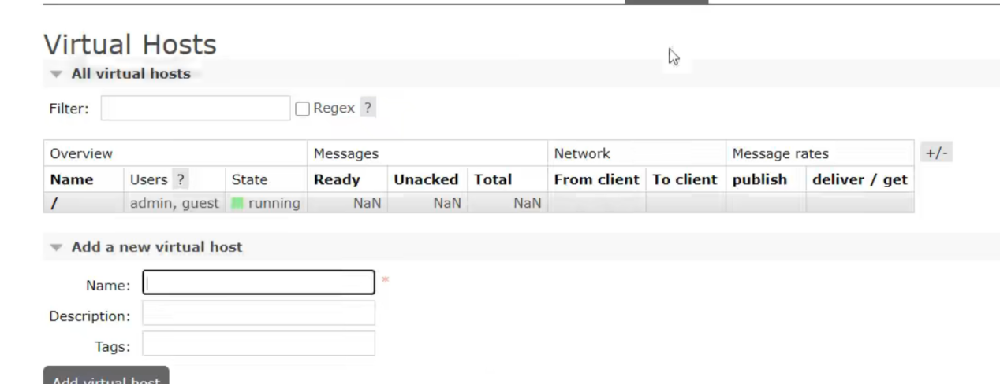 Virtual Hosts
All virtual hosts
Filter: Regex ?
Overview Messages Network Message rates +/-
Name Users ? State Ready Unacked Total From client To client publish deliver / get
/ admin, guest running NaN NaN NaN
Add a new virtual host
Name: *
Description:
Tags:
Add virtual host